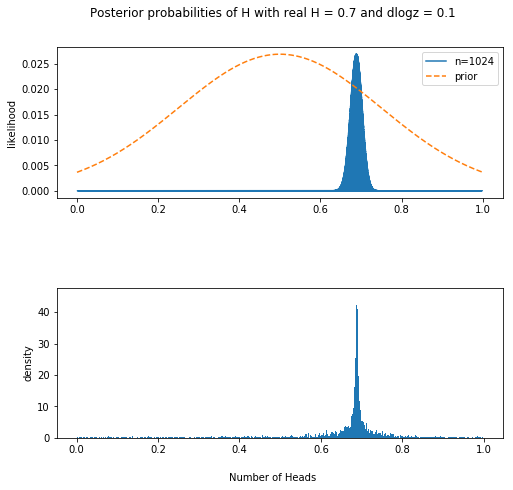 Posterior probabilities of H with real H = 0.7 and dlogz = 0.1
n=1024
prior
likelihood
0.025
0.020
0.015
0.010
0.005
0.000
0.0 0.2 0.4 0.6 0.8 1.0
density
40
30
20
10
0
0.0 0.2 0.4 0.6 0.8 1.0
Number of Heads